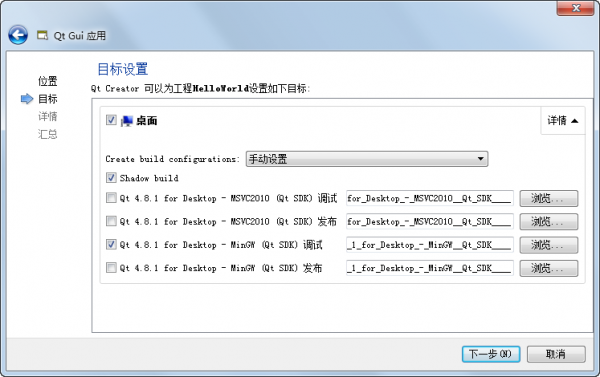 Qt Gui 应用
位置
目标
详情
汇总
目标设置
Qt Creator 可以为工程HelloWorld设置如下目标:
桌面
详情
Create build configurations: 手动设置
Shadow build
Qt 4.8.1 for Desktop - MSVC2010 (Qt SDK) 调试 for_Desktop_-_MSVC2010__Qt_SDK____ 浏览...
Qt 4.8.1 for Desktop - MSVC2010 (Qt SDK) 发布 for_Desktop_-_MSVC2010__Qt_SDK____ 浏览...
Qt 4.8.1 for Desktop - MinGW (Qt SDK) 调试 _1_for_Desktop_-_MinGW__Qt_SDK____ 浏览...
Qt 4.8.1 for Desktop - MinGW (Qt SDK) 发布 _1_for_Desktop_-_MinGW__Qt_SDK____ 浏览...
下一步(N) 取消